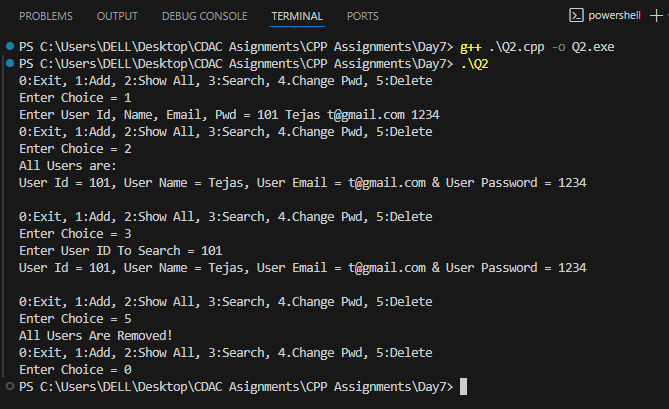 PROBLEMS OUTPUT DEBUG CONSOLE TERMINAL PORTS powershell
PS C:\Users\DELL\Desktop\CDAC Asignments\CPP Assignments\Day7> g++ .\Q2.cpp -o Q2.exe
PS C:\Users\DELL\Desktop\CDAC Asignments\CPP Assignments\Day7> .\Q2
0:Exit, 1:Add, 2:Show All, 3:Search, 4.Change Pwd, 5:Delete
Enter Choice = 1
Enter User Id, Name, Email, Pwd = 101 Tejas t@gmail.com 1234
0:Exit, 1:Add, 2:Show All, 3:Search, 4.Change Pwd, 5:Delete
Enter Choice = 2
All Users are:
User Id = 101, User Name = Tejas, User Email = t@gmail.com & User Password = 1234
0:Exit, 1:Add, 2:Show All, 3:Search, 4.Change Pwd, 5:Delete
Enter Choice = 3
Enter User ID To Search = 101
User Id = 101, User Name = Tejas, User Email = t@gmail.com & User Password = 1234
0:Exit, 1:Add, 2:Show All, 3:Search, 4.Change Pwd, 5:Delete
Enter Choice = 5
All Users Are Removed!
0:Exit, 1:Add, 2:Show All, 3:Search, 4.Change Pwd, 5:Delete
Enter Choice = 0
PS C:\Users\DELL\Desktop\CDAC Asignments\CPP Assignments\Day7>